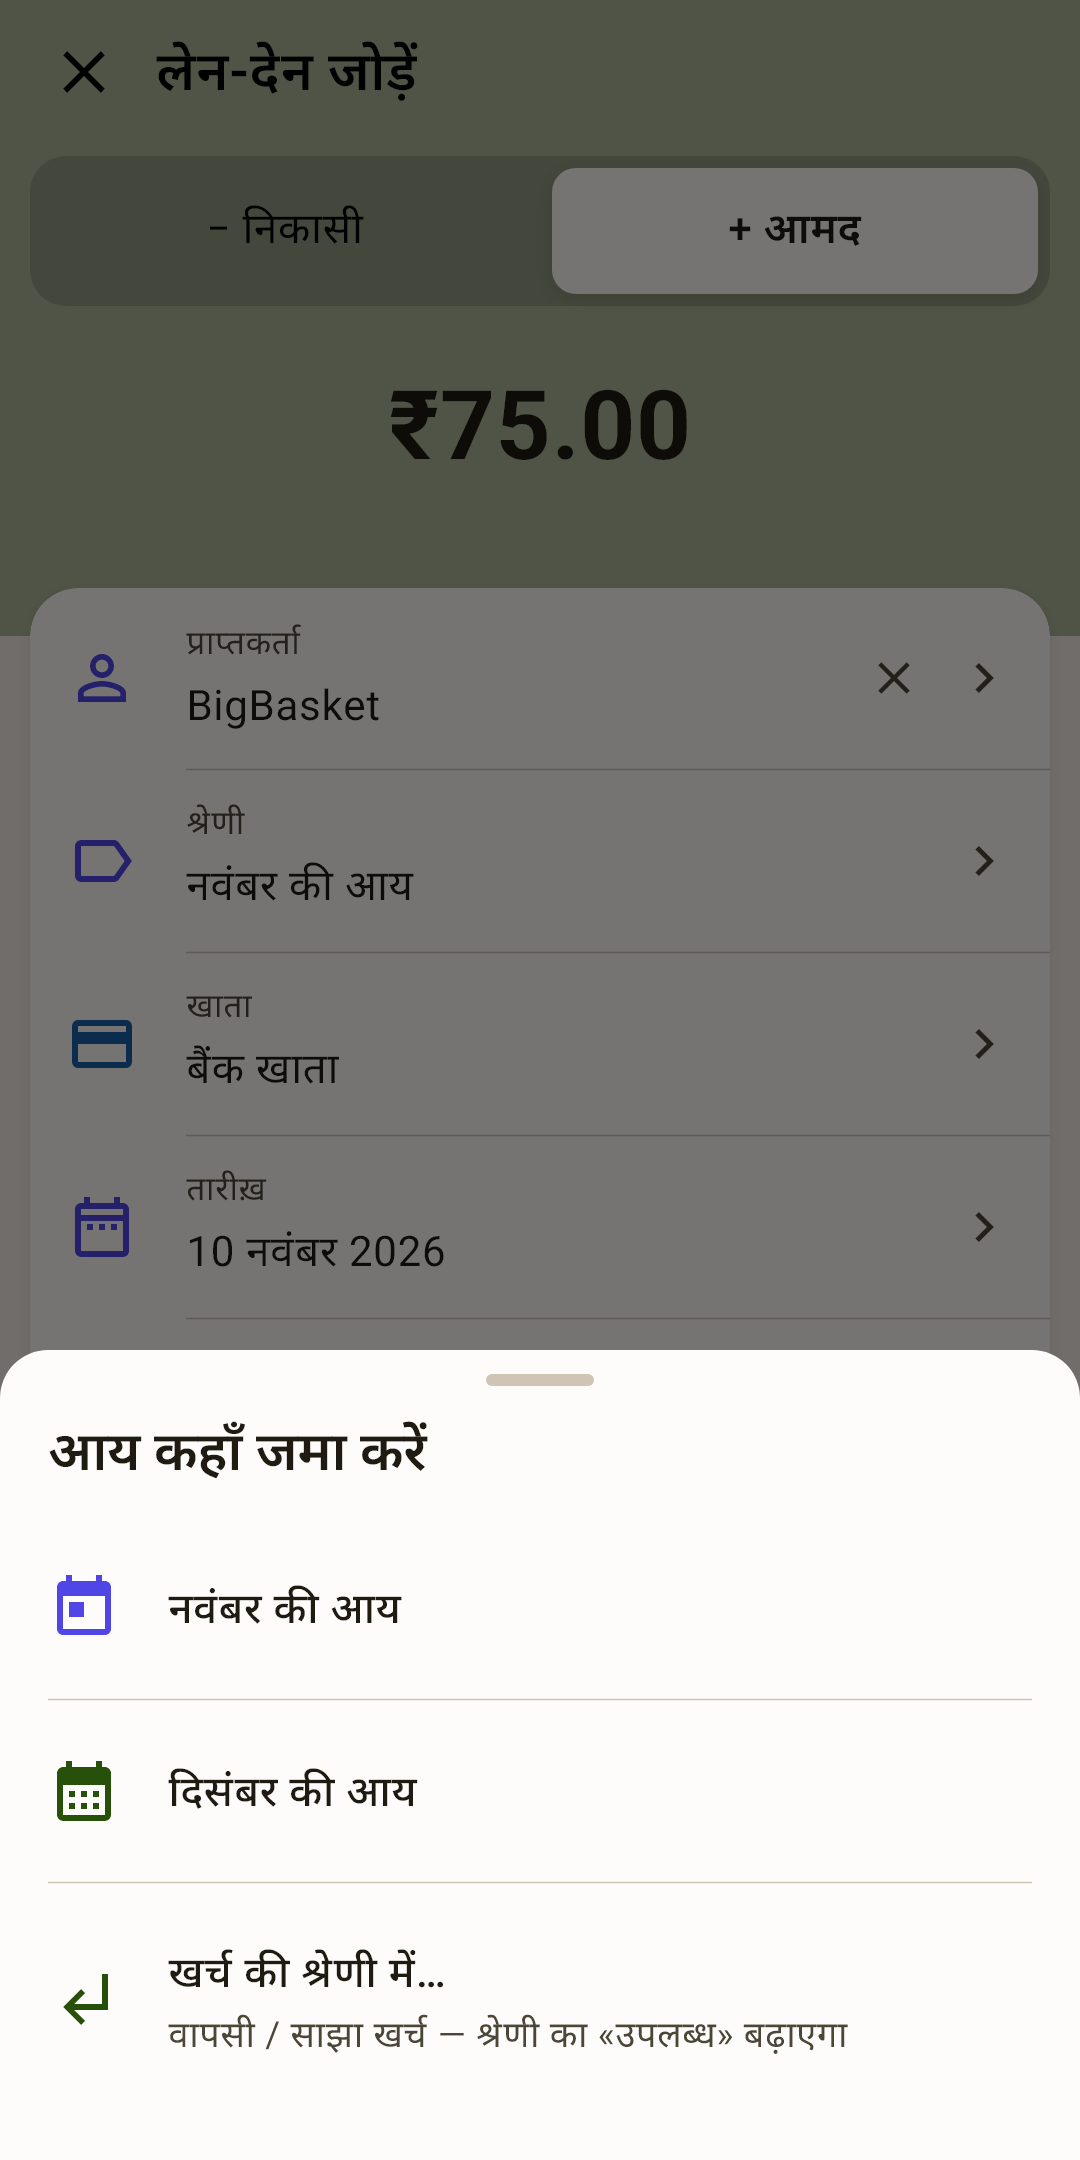 लेन-देन जोड़ें
− निकासी
+ आमद
₹75.00
प्राप्तकर्ता
BigBasket
श्रेणी
नवंबर की आय
खाता
बैंक खाता
तारीख़
10 नवंबर 2026
आय कहाँ जमा करें
नवंबर की आय
दिसंबर की आय
खर्च की श्रेणी में…
वापसी / साझा खर्च — श्रेणी का «उपलब्ध» बढ़ाएगा